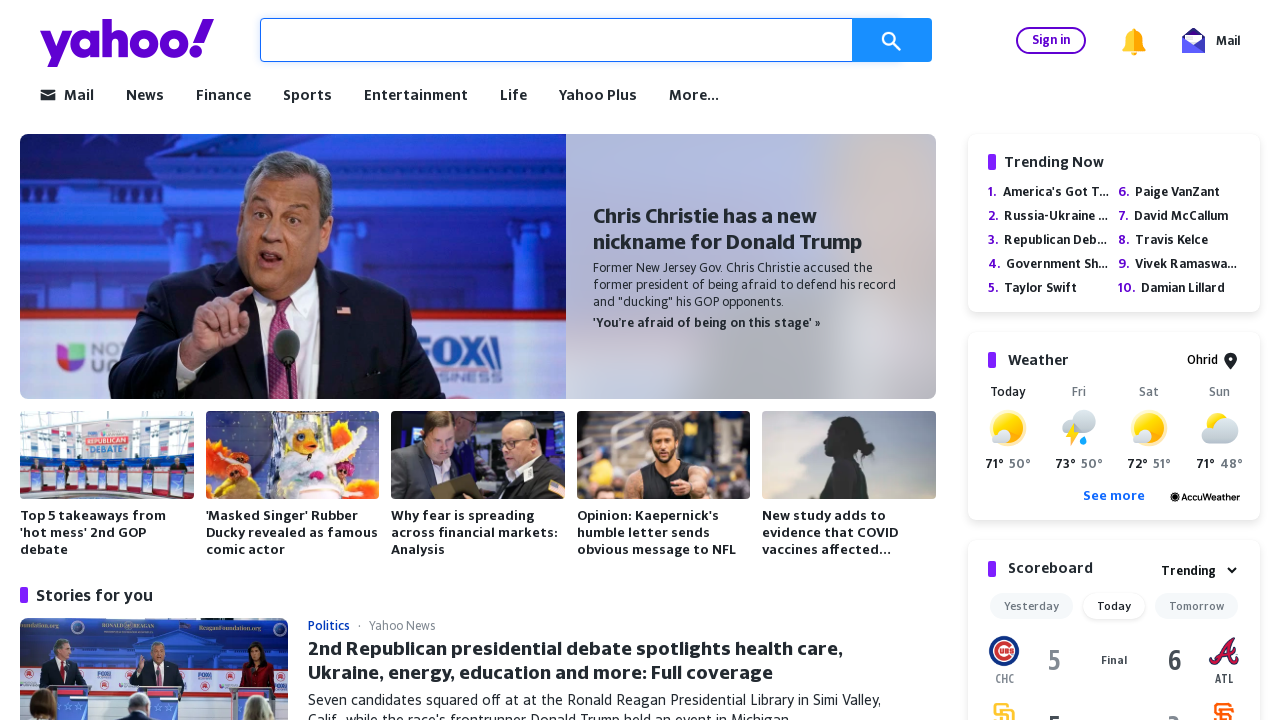 yahoo!
Sign in
Mail
Mail
News
Finance
Sports
Entertainment
Life
Yahoo Plus
More...
Chris Christie has a new
nickname for Donald Trump
Former New Jersey Gov. Chris Christie accused the
former president of being afraid to defend his record
and "ducking" his GOP opponents.
'You're afraid of being on this stage' »
REPUBLICAN
DEBATE
FOX
BUSINESS
Top 5 takeaways from
'hot mess' 2nd GOP
debate
'Masked Singer' Rubber
Ducky revealed as famous
comic actor
Why fear is spreading
across financial markets:
Analysis
Opinion: Kaepernick's
humble letter sends
obvious message to NFL
New study adds to
evidence that COVID
vaccines affected...
Stories for you
Politics · Yahoo News
2nd Republican presidential debate spotlights health care,
Ukraine, energy, education and more: Full coverage
Seven candidates squared off at at the Ronald Reagan Presidential Library in Simi Valley,
Calif., while the race's frontrunner Donald Trump held an event in Michigan.
Trending Now
1. America's Got T...
2. Russia-Ukraine ...
3. Republican Deb...
4. Government Sh...
5. Taylor Swift
6. Paige VanZant
7. David McCallum
8. Travis Kelce
9. Vivek Ramaswa...
10. Damian Lillard
Weather
Ohrid
Today
Fri
Sat
Sun
71° 50°
73° 50°
72° 51°
71° 48°
See more
AccuWeather
Scoreboard
Trending
Yesterday
Today
Tomorrow
CUBS
CHC
5
Final
6
ATL